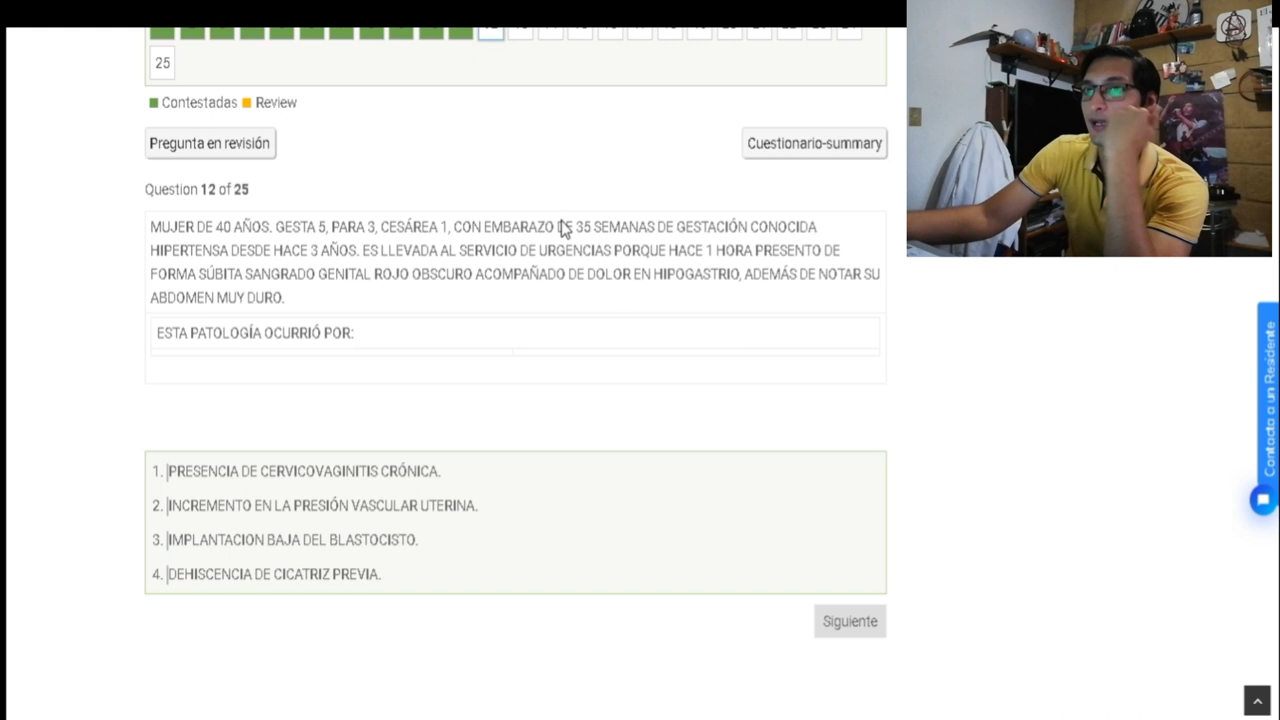 25
Contestadas Review
Pregunta en revisión
Cuestionario-summary
Question 12 of 25
MUJER DE 40 AÑOS. GESTA 5, PARA 3, CESÁREA 1, CON EMBARAZO DE 35 SEMANAS DE GESTACIÓN CONOCIDA
HIPERTENSA DESDE HACE 3 AÑOS. ES LLEVADA AL SERVICIO DE URGENCIAS PORQUE HACE 1 HORA PRESENTO DE
FORMA SÚBITA SANGRADO GENITAL ROJO OBSCURO ACOMPAÑADO DE DOLOR EN HIPOGASTRIO, ADEMÁS DE NOTAR SU
ABDOMEN MUY DURO.
ESTA PATOLOGÍA OCURRIÓ POR:
1. PRESENCIA DE CERVICOVAGINITIS CRÓNICA.
2. INCREMENTO EN LA PRESIÓN VASCULAR UTERINA.
3. IMPLANTACION BAJA DEL BLASTOCISTO.
4. DEHISCENCIA DE CICATRIZ PREVIA.
Siguiente
Contacta a un Residente